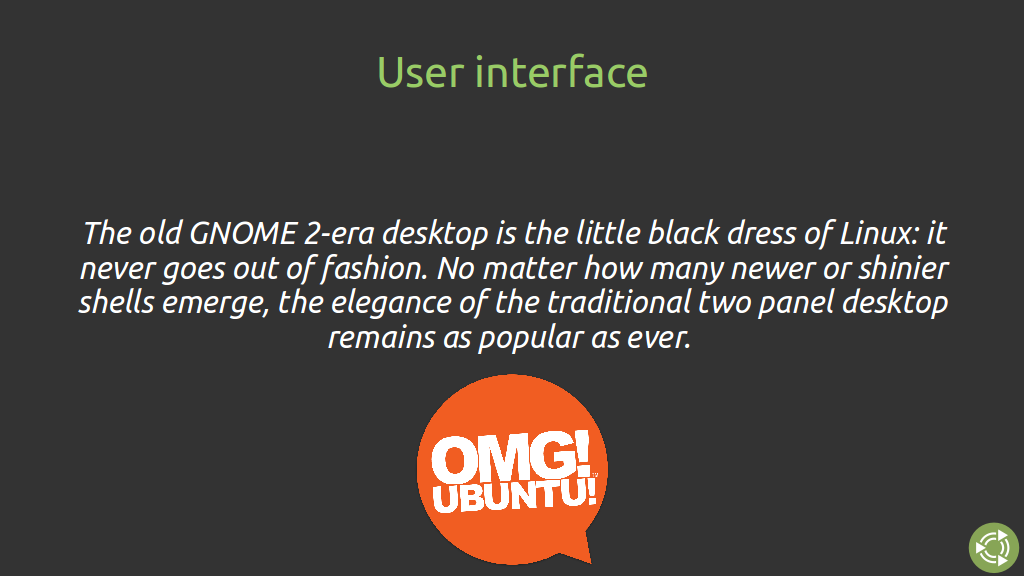 User interface
The old GNOME 2-era desktop is the little black dress of Linux: it
never goes out of fashion. No matter how many newer or shinier
shells emerge, the elegance of the traditional two panel desktop
remains as popular as ever.
OMG!
UBUNTU!
TM